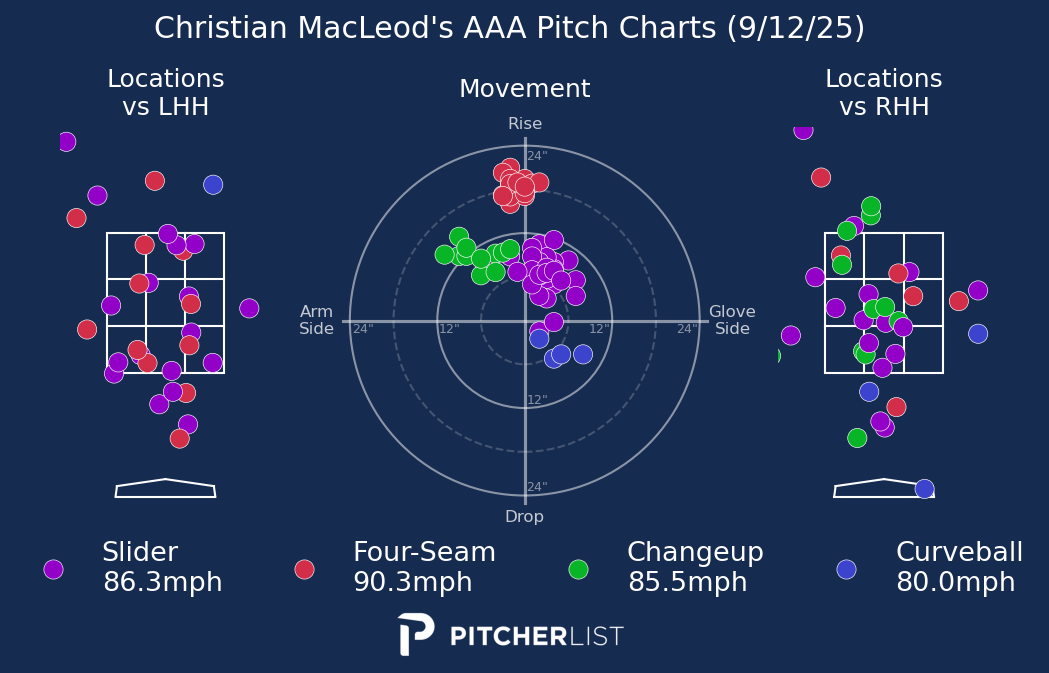 Christian MacLeod's AAA Pitch Charts (9/12/25)
Locations
vs LHH
Movement
Locations
vs RHH
Rise
24"
Arm
Side
24"
12"
12"
24"
Glove
Side
12"
24"
Drop
Slider
86.3mph
Four-Seam
90.3mph
Changeup
85.5mph
Curveball
80.0mph
PITCHERLIST